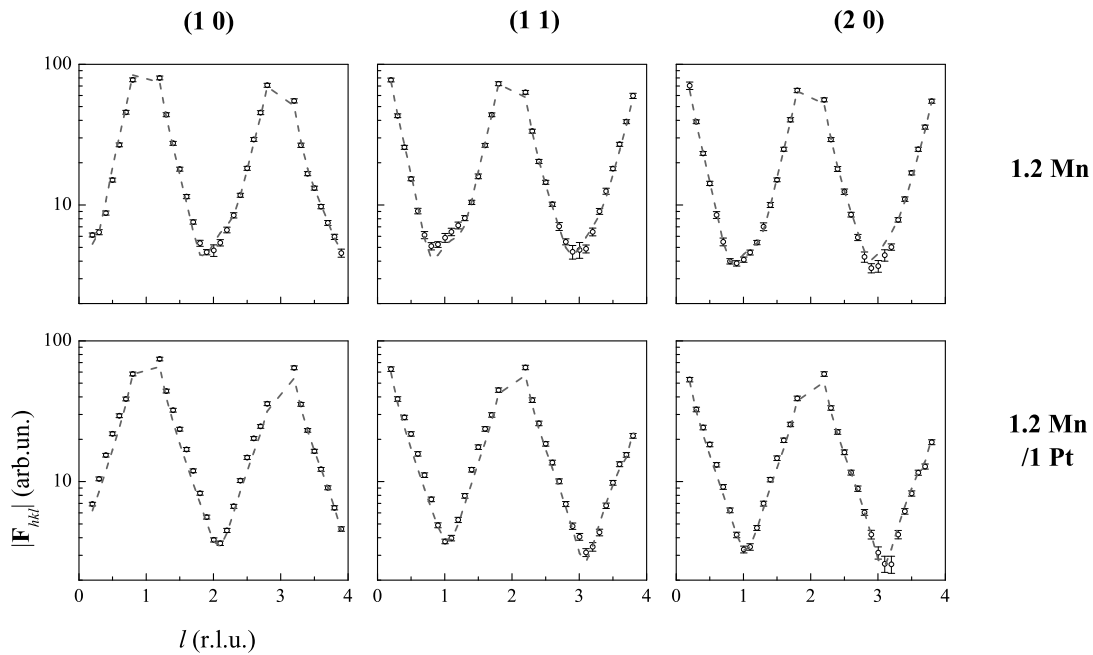 (1 0) (1 1) (2 0)
100
10
1.2 Mn
100
10
|F_hkl| (arb.un.)
1.2 Mn
/1 Pt
0 1 2 3 4 0 1 2 3 4 0 1 2 3 4
l (r.l.u.)